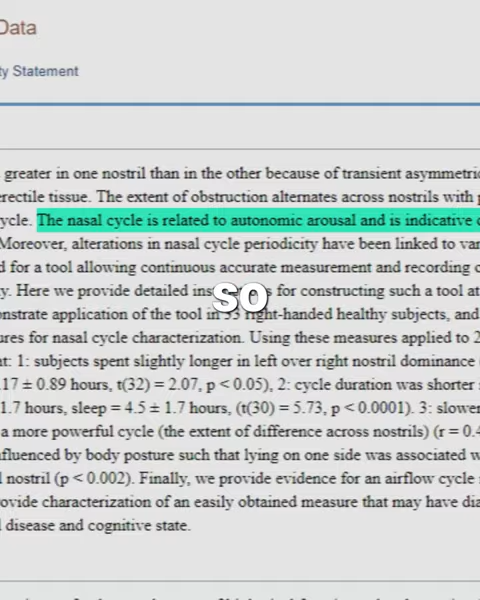 Data
ty Statement
greater in one nostril than in the other because of transient asymmetric
erectile tissue. The extent of obstruction alternates across nostrils with p
ycle. The nasal cycle is related to autonomic arousal and is indicative o
Moreover, alterations in nasal cycle periodicity have been linked to var
d for a tool allowing continuous accurate measurement and recording o
y. Here we provide detailed ins for constructing such a tool at
so
nstrate application of the tool in 33 right-handed healthy subjects, and
ures for nasal cycle characterization. Using these measures applied to 2
nt: 1: subjects spent slightly longer in left over right nostril dominance (
.17 ± 0.89 hours, t(32) = 2.07, p < 0.05), 2: cycle duration was shorter
1.7 hours, sleep = 4.5 ± 1.7 hours, (t(30) = 5.73, p < 0.0001). 3: slower
a more powerful cycle (the extent of difference across nostrils) (r = 0.4
nfluenced by body posture such that lying on one side was associated w
l nostril (p < 0.002). Finally, we provide evidence for an airflow cycle
rovide characterization of an easily obtained measure that may have dia
l disease and cognitive state.